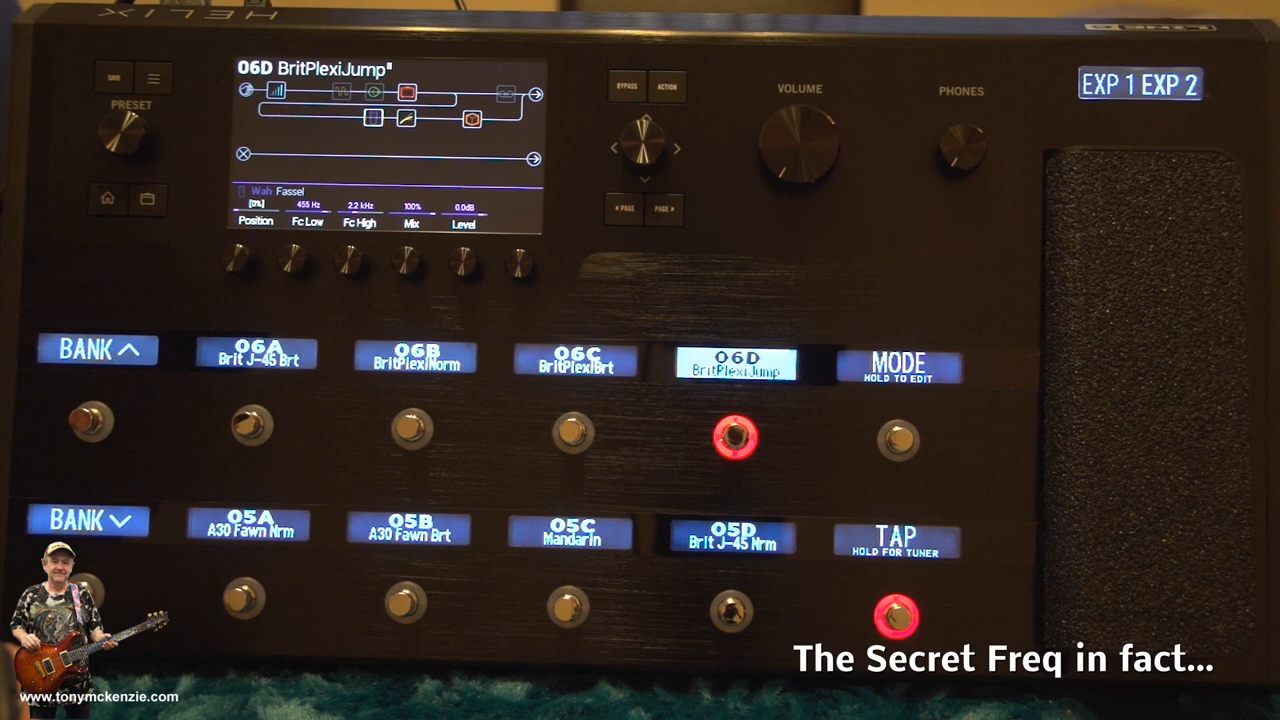 HELIX
LINE 6
SAVE
PRESET
06D BritPlexiJump
Wah Fassel
[0%] 455 Hz 2.2 kHz 100% 0.0dB
Position Fc Low Fc High Mix Level
BYPASS ACTION
◄ PAGE PAGE ►
VOLUME
PHONES
EXP 1 EXP 2
BANK
06A
Brit J-45 Brt
06B
BritPlexiNorm
06C
BritPlexiBrt
06D
BritPlexiJump
MODE
HOLD TO EDIT
BANK
05A
A30 Fawn Nrm
05B
A30 Fawn Brt
05C
Mandarin
05D
Brit J-45 Nrm
TAP
HOLD FOR TUNER
The Secret Freq in fact...
www.tonymckenzie.com